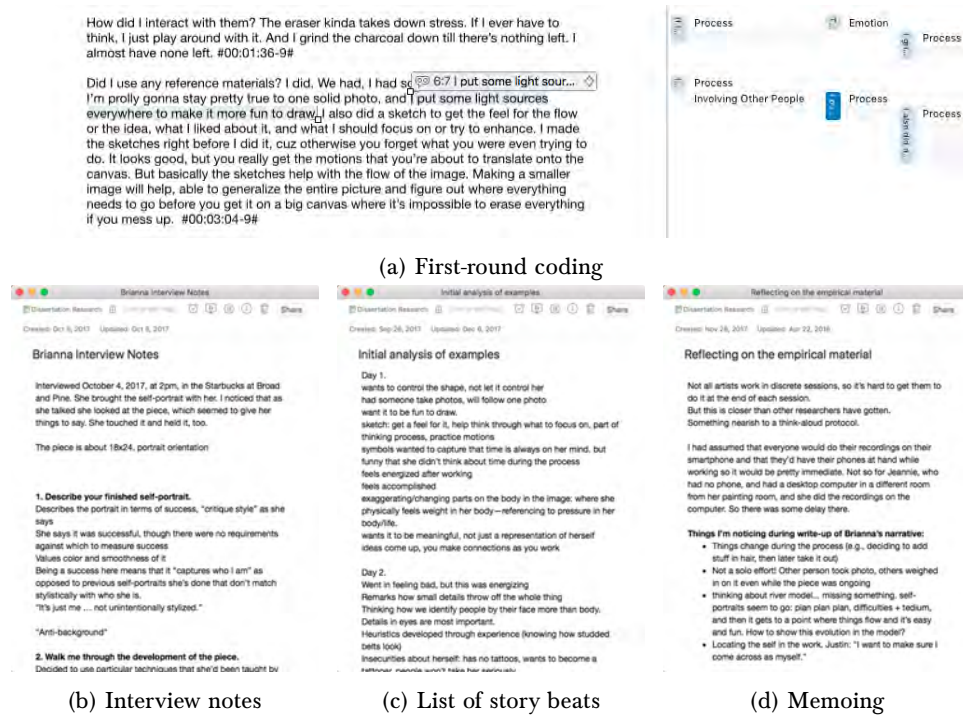 How did I interact with them? The eraser kinda takes down stress. If I ever have to
think, I just play around with it. And I grind the charcoal down till there's nothing left. I
almost have none left. #00:01:36-9#
Did I use any reference materials? I did. We had, I had
6:7 I put some light sour...
I'm prolly gonna stay pretty true to one solid photo, and I put some light sources
everywhere to make it more fun to draw. I also did a sketch to get the feel for the flow
or the idea, what I liked about it, and what I should focus on or try to enhance. I made
the sketches right before I did it, cuz otherwise you forget what you were even trying to
do. It looks good, but you really get the motions that you're about to translate onto the
canvas. But basically the sketches help with the flow of the image. Making a smaller
image will help, able to generalize the entire picture and figure out where everything
needs to go before you get it on a big canvas where it's impossible to erase everything
if you mess up. #00:03:04-9#
Process
Emotion
Process
Process
Involving Other People
Process
Process
(a) First-round coding
Brianna Interview Notes
Dissertation Research
Share
Created: Oct 5, 2017 Updated: Oct 5, 2017
Brianna Interview Notes
Interviewed October 4, 2017, at 2pm, in the Starbucks at Broad
and Pine. She brought the self-portrait with her. I noticed that as
she talked she looked at the piece, which seemed to give her
things to say. She touched it and held it, too.
The piece is about 18x24, portrait orientation
1. Describe your finished self-portrait.
Describes the portrait in terms of success, "critique style" as she
says
She says it was successful, though there were no requirements
against which to measure success
Values color and smoothness of it
Being a success here means that it "captures who I am" as
opposed to previous self-portraits she's done that don't match
stylistically with who she is.
"It's just me ... not unintentionally stylized."
"Anti-background"
2. Walk me through the development of the piece.
Decided to use particular techniques that she'd been taught by
(b) Interview notes
Initial analysis of examples
Dissertation Research
Share
Created: Sep 26, 2017 Updated: Dec 6, 2017
Initial analysis of examples
Day 1.
wants to control the shape, not let it control her
had someone take photos, will follow one photo
want it to be fun to draw.
sketch: get a feel for it, help think through what to focus on, part of
thinking process, practice motions
symbols wanted to capture that time is always on her mind, but
funny that she didn't think about time during the process
feels energized after working
feels accomplished
exaggerating/changing parts on the body in the image: where she
physically feels weight in her body—referencing to pressure in her
body/life.
wants it to be meaningful, not just a representation of herself
ideas come up, you make connections as you work
Day 2.
Went in feeling bad, but this was energizing
Remarks how small details throw off the whole thing
Thinking how we identify people by their face more than body.
Details in eyes are most important.
Heuristics developed through experience (knowing how studded
belts look)
Insecurities about herself: has no tattoos, wants to become a
tattooer, people won't take her seriously
(c) List of story beats
Reflecting on the empirical material
Dissertation Research
Share
Created: Nov 28, 2017 Updated: Apr 22, 2018
Reflecting on the empirical material
Not all artists work in discrete sessions, so it's hard to get them to
do it at the end of each session.
But this is closer than other researchers have gotten.
Something nearish to a think-aloud protocol.
I had assumed that everyone would do their recordings on their
smartphone and that they'd have their phones at hand while
working so it would be pretty immediate. Not so for Jeannie, who
had no phone, and had a desktop computer in a different room
from her painting room, and she did the recordings on the
computer. So there was some delay there.
Things I'm noticing during write-up of Brianna's narrative:
• Things change during the process (e.g., deciding to add
stuff in hair, then later take it out)
• Not a solo effort! Other person took photo, others weighed
in on it even while the piece was ongoing
• thinking about river model... missing something. self-
portraits seem to go: plan plan plan, difficulties + tedium,
and then it gets to a point where things flow and it's easy
and fun. How to show this evolution in the model?
• Locating the self in the work. Justin: "I want to make sure I
come across as myself."
(d) Memoing